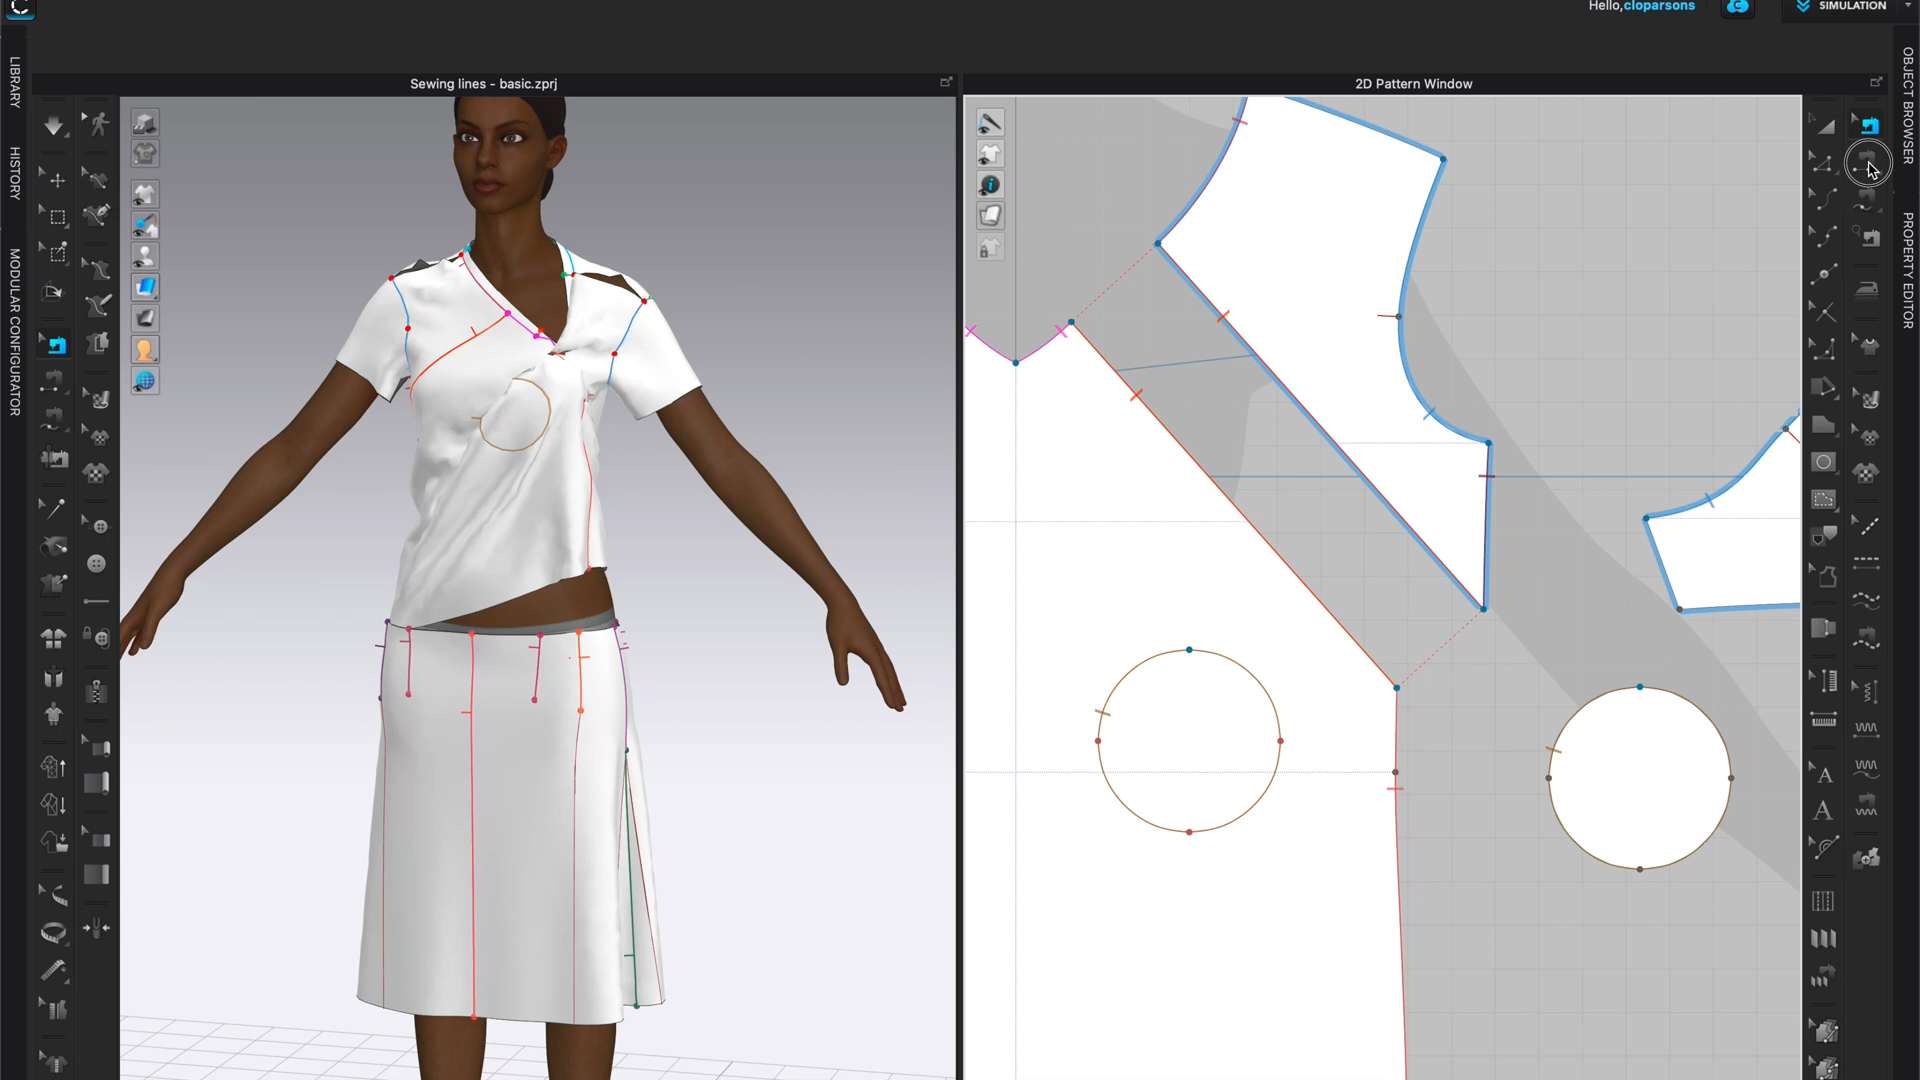 Hello,cloparsons
SIMULATION
Sewing lines - basic.zprj
2D Pattern Window
LIBRARY
HISTORY
MODULAR CONFIGURATOR
OBJECT BROWSER
PROPERTY EDITOR
A
A